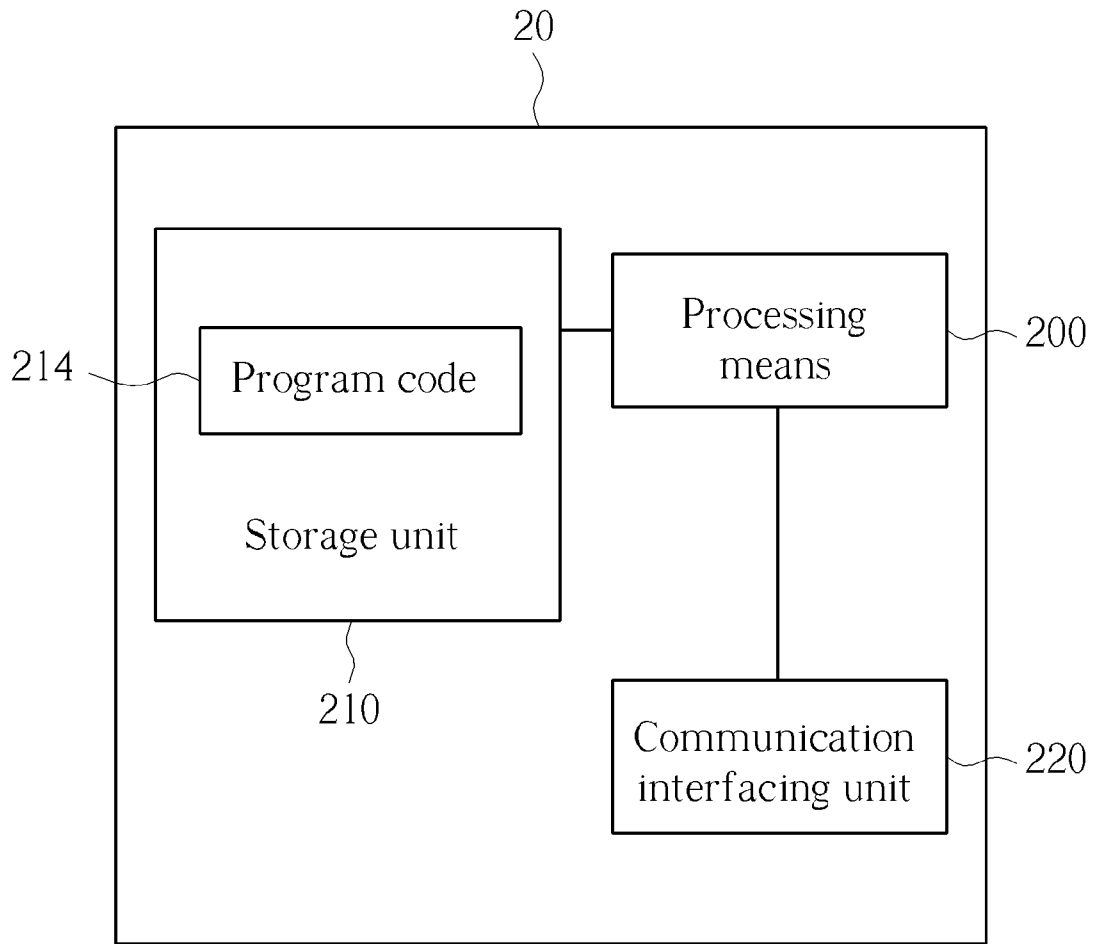 20
Processing
means
200
214
Program code
Storage unit
210
Communication
interfacing unit
220